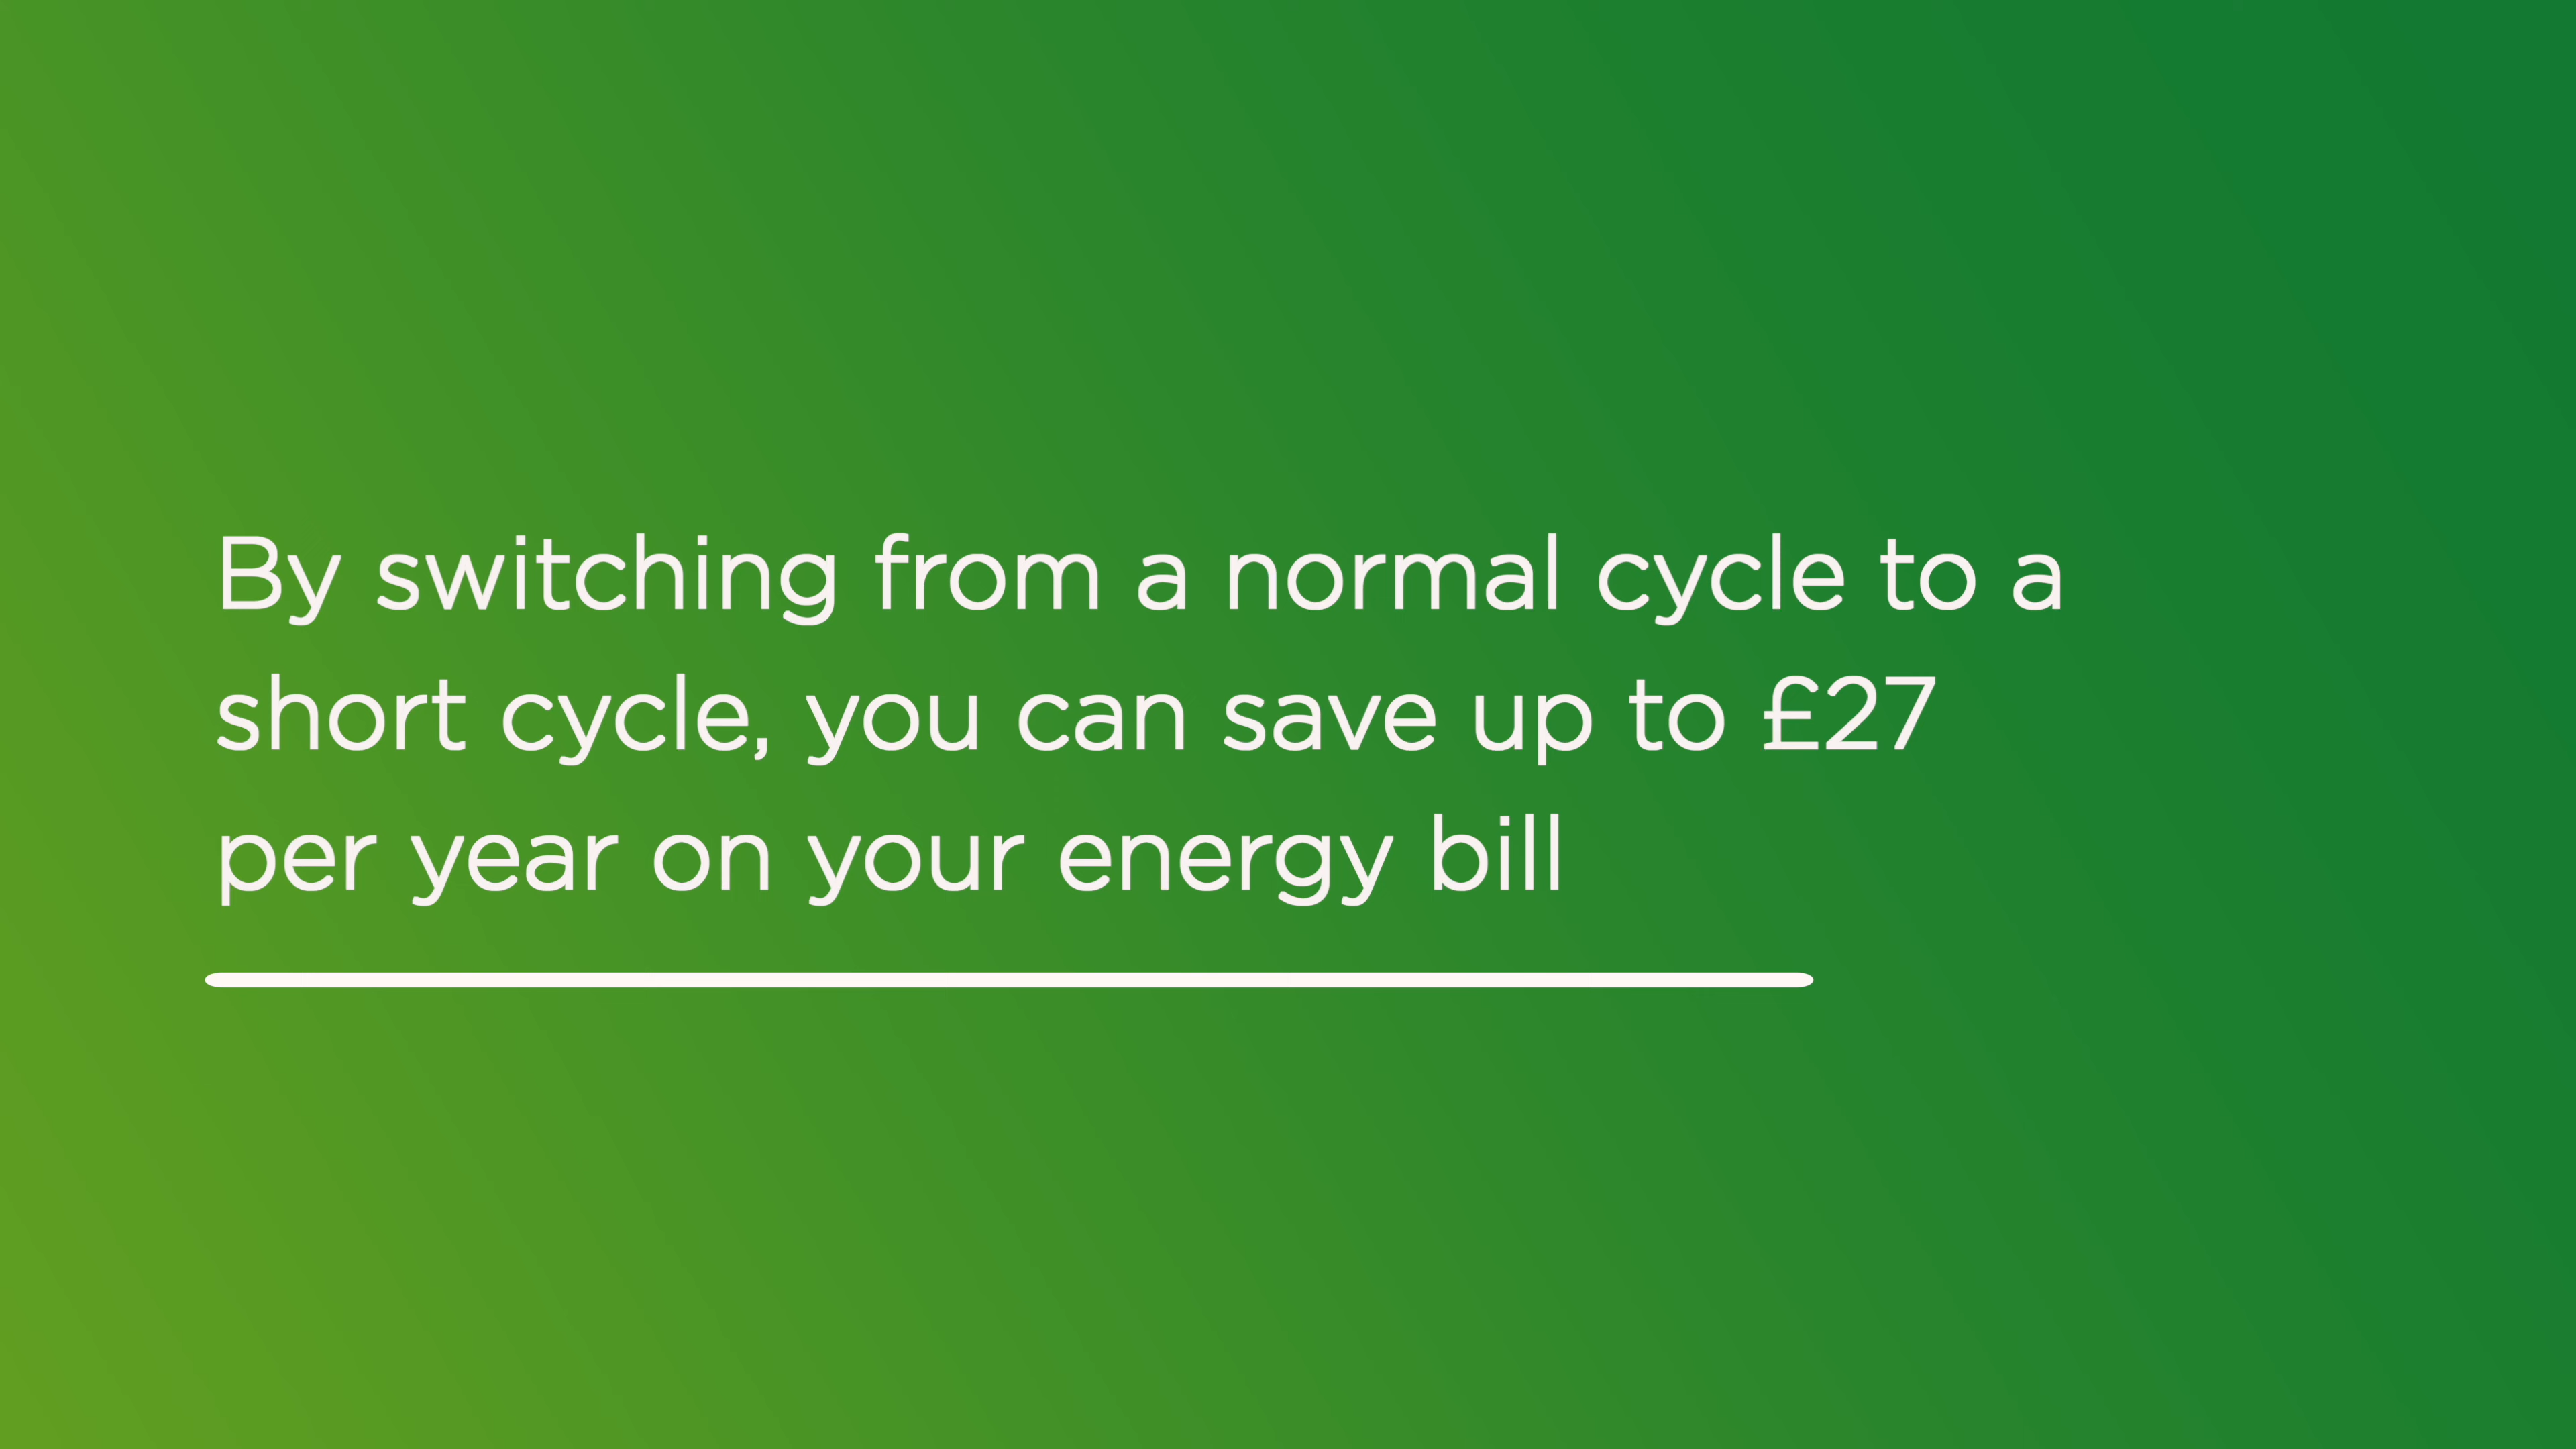 By switching from a normal cycle to a
short cycle, you can save up to £27
per year on your energy bill